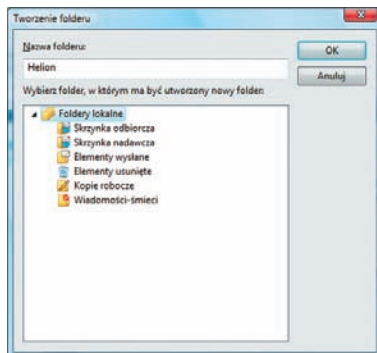 Tworzenie folderu
Nazwa folderu:
OK
Helion
Anuluj
Wybierz folder, w którym ma być utworzony nowy folder:
Foldery lokalne
Skrzynka odbiorcza
Skrzynka nadawcza
Elementy wysłane
Elementy usunięte
Kopie robocze
Wiadomości-śmieci